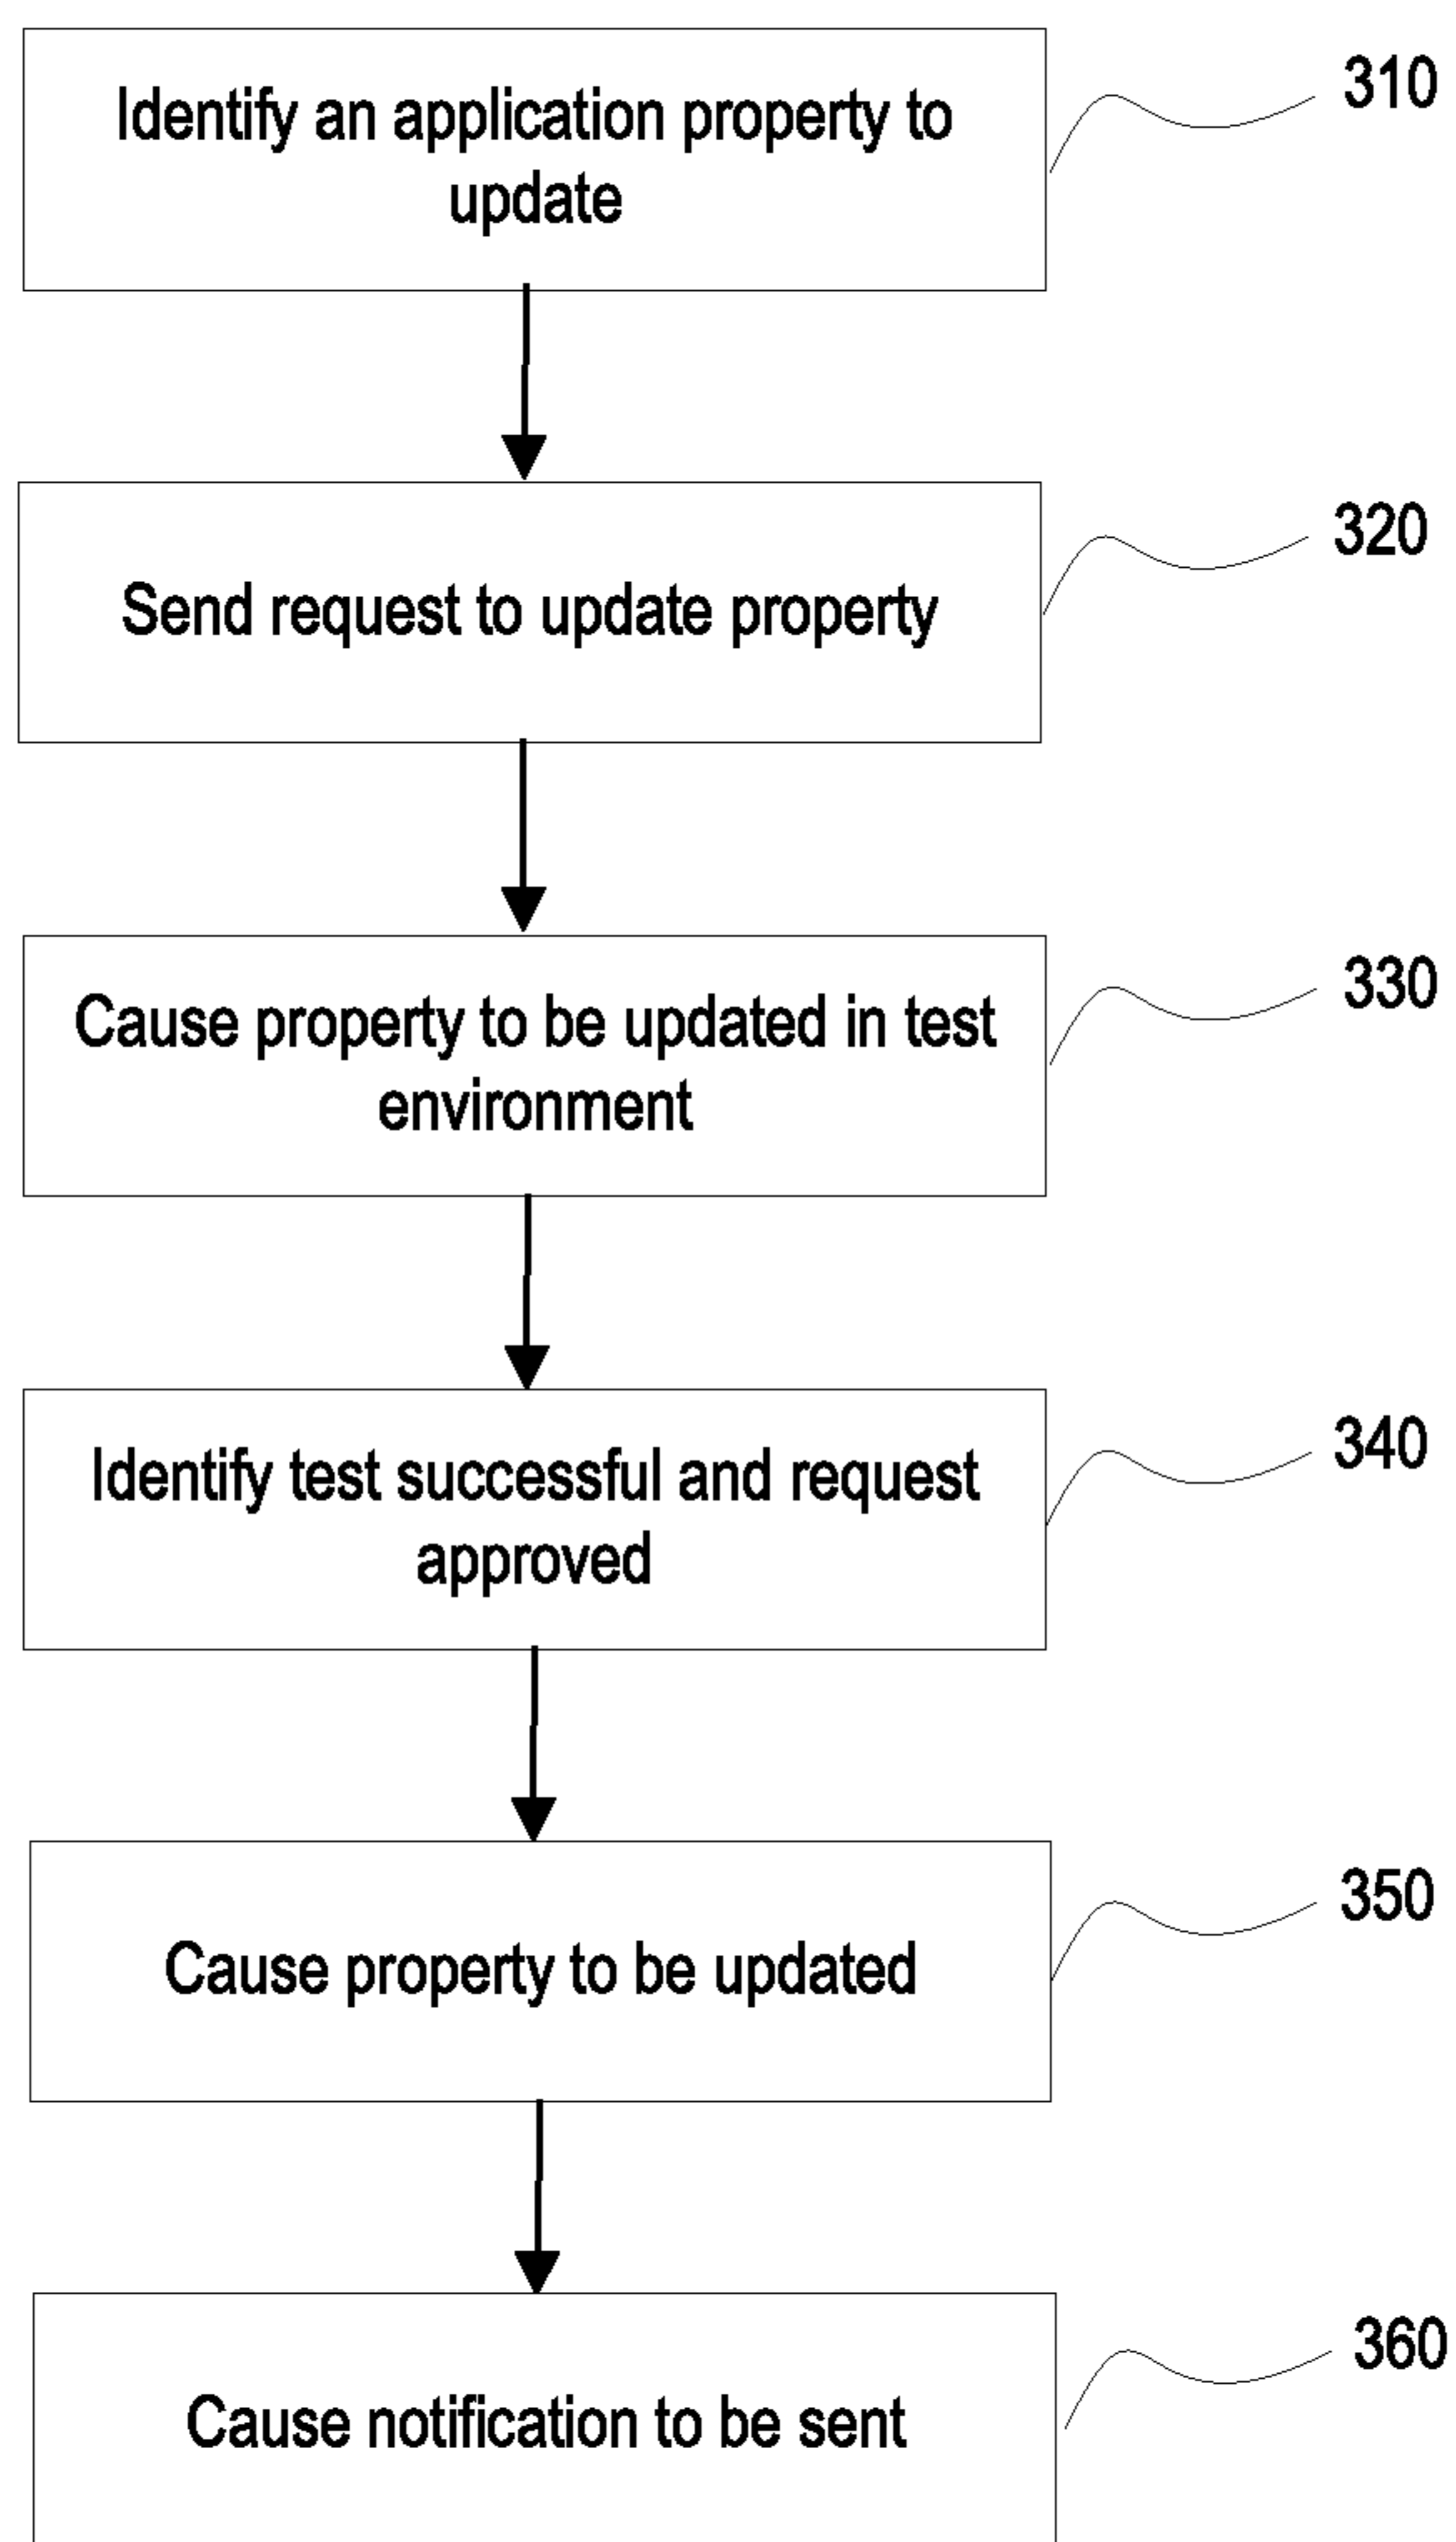 Identify an application property to
update
310
Send request to update property
320
Cause property to be updated in test
environment
330
Identify test successful and request
approved
340
Cause property to be updated
350
Cause notification to be sent
360